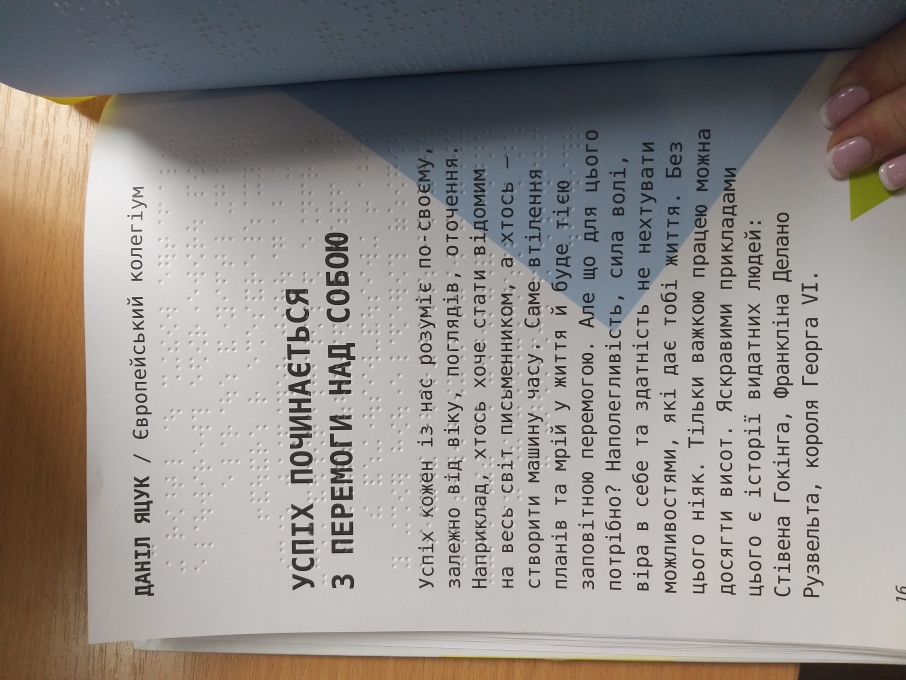 ДАНІЛ ЯЦУК / Європейський колегіум
УСПІХ ПОЧИНАЄТЬСЯ
З ПЕРЕМОГИ НАД СОБОЮ
Успіх кожен із нас розуміє по-своєму,
залежно від віку, поглядів, оточення.
Наприклад, хтось хоче стати відомим
на весь світ письменником, а хтось —
створити машину часу. Саме втілення
планів та мрій у життя й буде тією
заповітною перемогою. Але що для цього
потрібно? Наполегливість, сила волі,
віра в себе та здатність не нехтувати
можливостями, які дає тобі життя. Без
цього ніяк. Тільки важкою працею можна
досягти висот. Яскравими прикладами
цього є історії видатних людей:
Стівена Гокінга, Франкліна Делано
Рузвельта, короля Георга VI.
16